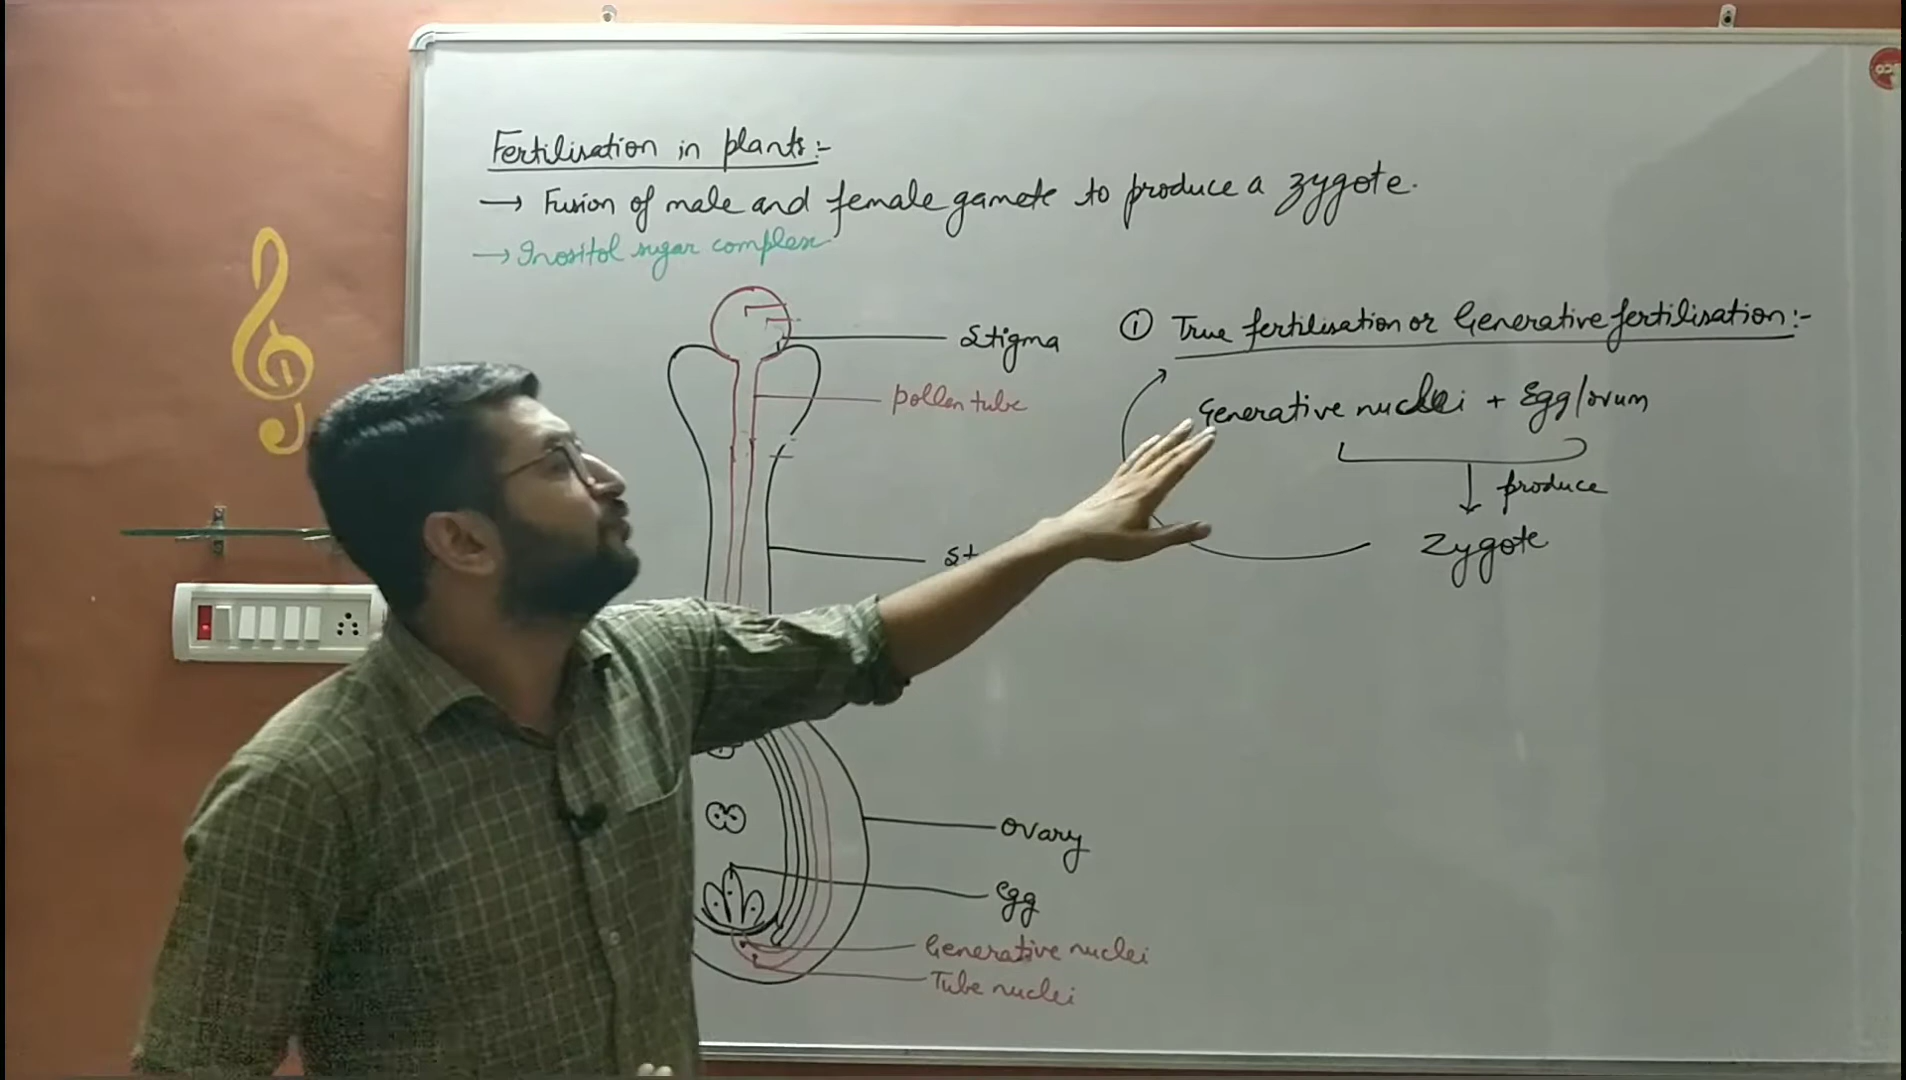 Fertilisation in plants:-
→ Fusion of male and female gamete to produce a zygote.
→ Inositol sugar complex
Stigma
pollen tube
St
ovary
Egg
Generative nuclei
Tube nuclei
① True fertilisation or Generative fertilisation:-
Generative nuclei + Egg/ovum
produce
Zygote